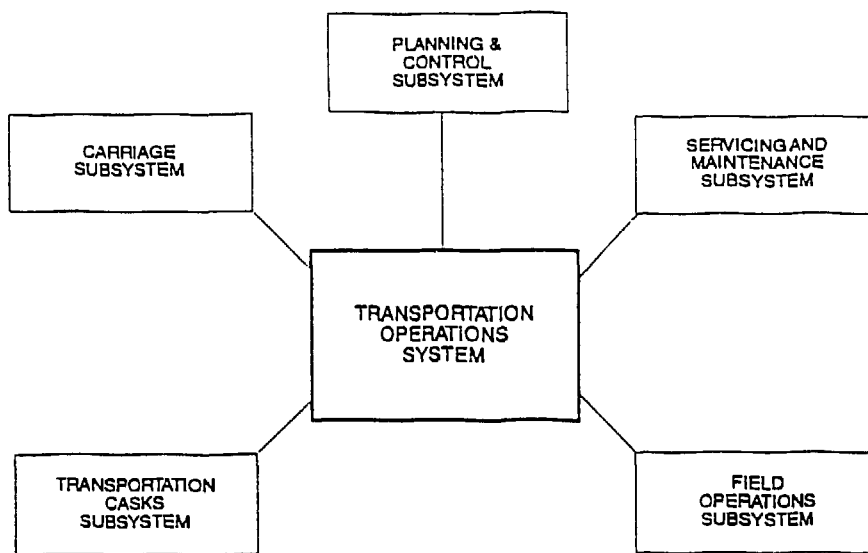 PLANNING &
CONTROL
SUBSYSTEM
CARRIAGE
SUBSYSTEM
SERVICING AND
MAINTENANCE
SUBSYSTEM
TRANSPORTATION
OPERATIONS
SYSTEM
TRANSPORTATION
CASKS
SUBSYSTEM
FIELD
OPERATIONS
SUBSYSTEM